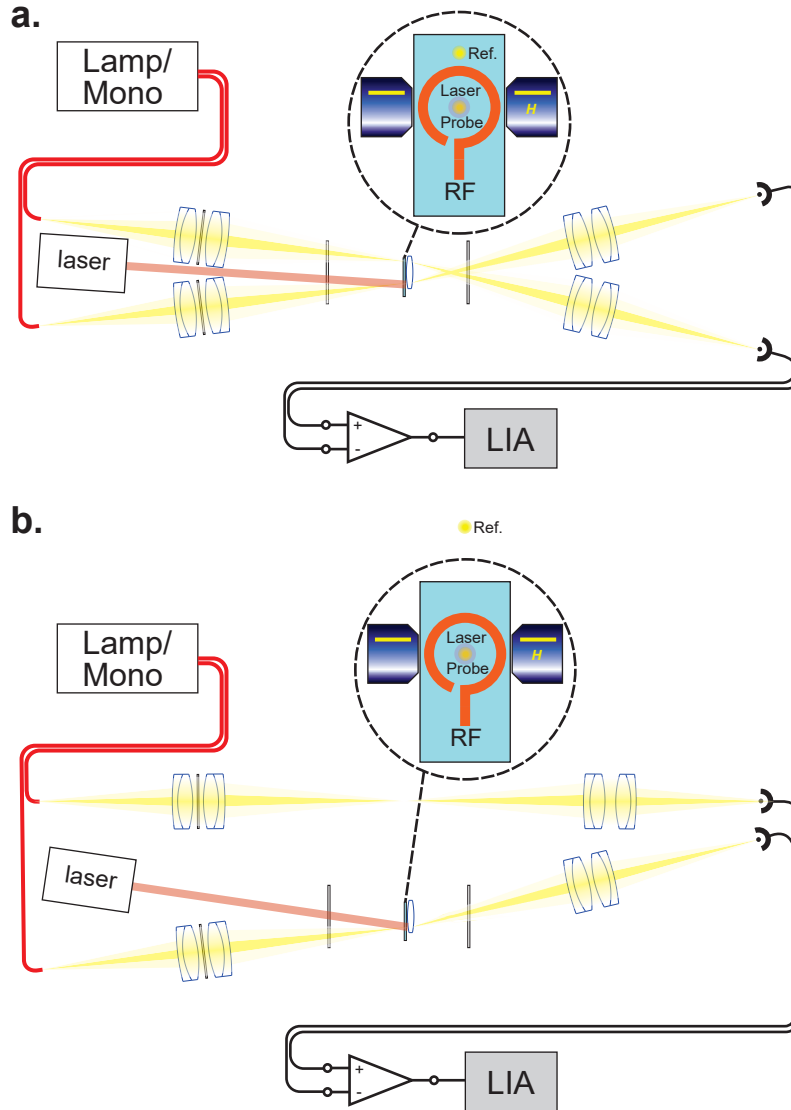 a.
Lamp/
Mono
Ref.
Laser
Probe
H
RF
laser
+
-
LIA
b.
Ref.
Lamp/
Mono
Laser
Probe
H
RF
laser
+
-
LIA